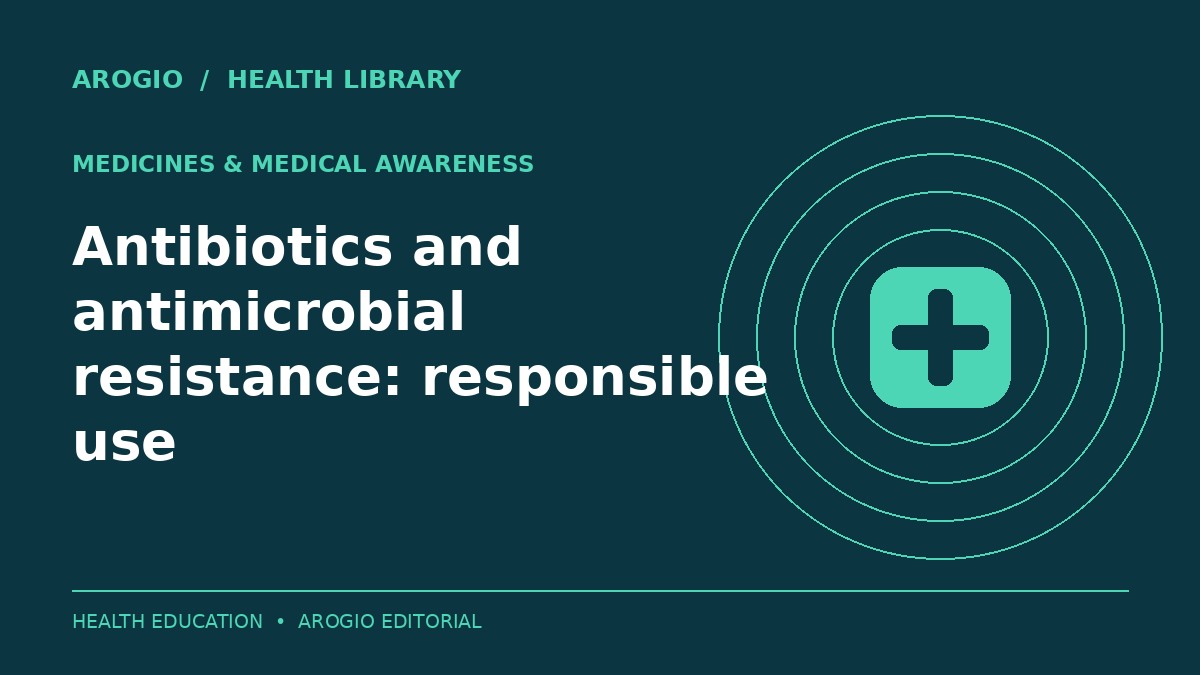 AROGIO / HEALTH LIBRARY
MEDICINES & MEDICAL AWARENESS
Antibiotics and
antimicrobial
resistance: responsible
use
HEALTH EDUCATION • AROGIO EDITORIAL